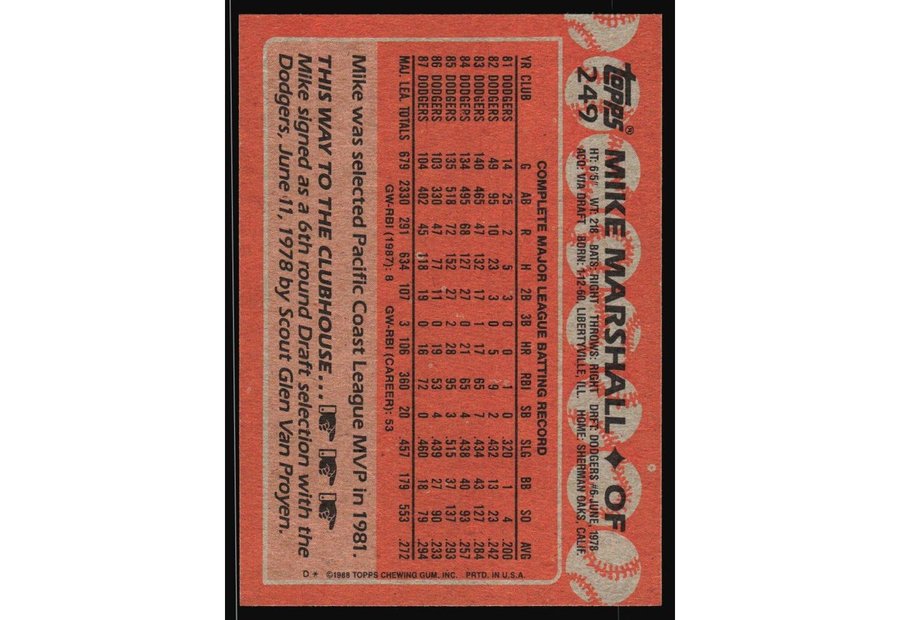 topps®
249
MIKE MARSHALL ♦ OF
HT: 6'5" WT: 218 BATS: RIGHT THROWS: RIGHT DRFT: DODGERS #6-JUNE, 1978
ACQ: VIA DRAFT BORN: 1-12-60, LIBERTYVILLE, ILL. HOME: SHERMAN OAKS, CALIF.
COMPLETE MAJOR LEAGUE BATTING RECORD
YR CLUB G AB R H 2B 3B HR RBI SB SLG BB SO AVG
81 DODGERS 14 25 2 5 3 0 0 1 0 .320 1 4 .200
82 DODGERS 49 95 10 23 3 0 5 9 2 .432 13 23 .242
83 DODGERS 140 465 47 132 17 1 17 65 7 .434 43 127 .284
84 DODGERS 134 495 68 127 27 0 21 65 4 .438 40 93 .257
85 DODGERS 135 518 72 152 27 2 28 95 3 .515 37 137 .293
86 DODGERS 103 330 47 77 11 0 19 53 4 .439 27 90 .233
87 DODGERS 104 402 45 118 19 0 16 72 0 .460 18 79 .294
MAJ. LEA. TOTALS 679 2330 291 634 107 3 106 360 20 .457 179 553 .272
GW-RBI (1987): 8 GW-RBI (CAREER): 53
Mike was selected Pacific Coast League MVP in 1981.
THIS WAY TO THE CLUBHOUSE...
Mike signed as a 6th round Draft selection with the
Dodgers, June 11, 1978 by Scout Glen Van Proyen.
D * ©1988 TOPPS CHEWING GUM, INC. PRTD. IN U.S.A.